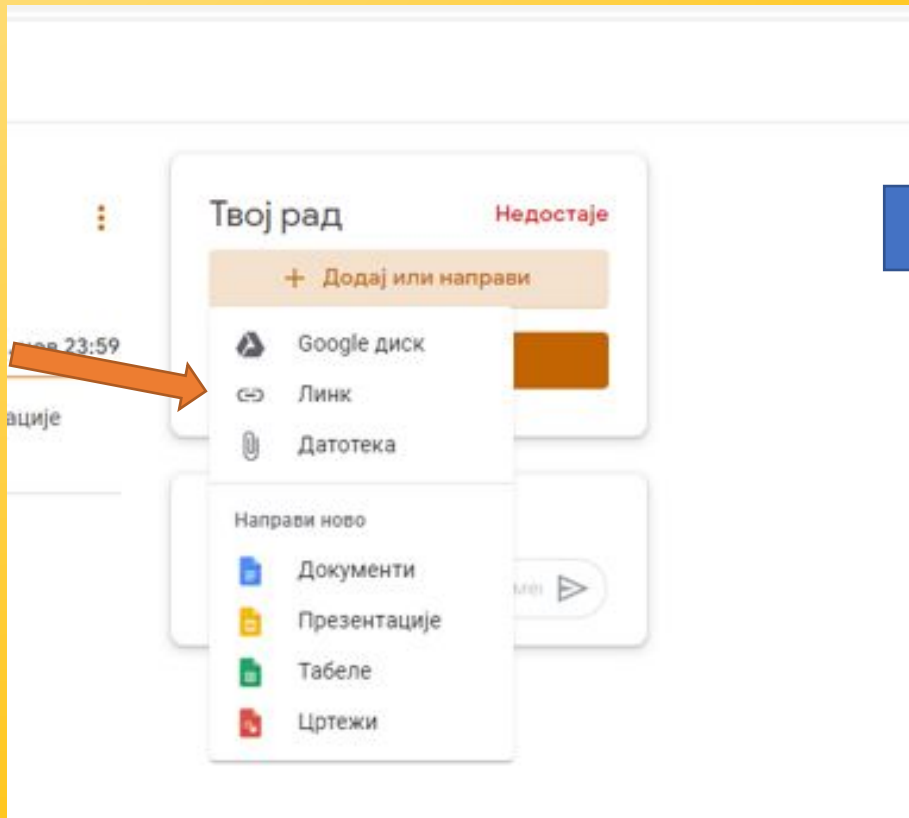 Твој рад
Недостаје
+ Додај или направи
Google диск
23:59
Линк
ације
Датотека
Направи ново
Документи
Презентације
Табеле
Цртежи